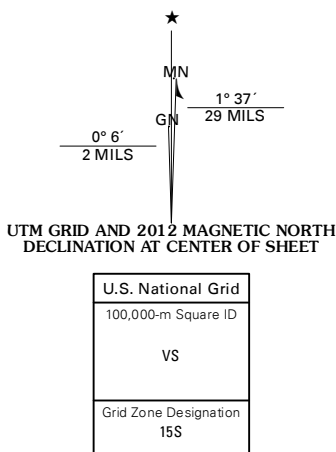 ★
MN
1° 37´
29 MILS
GN
0° 6´
2 MILS
UTM GRID AND 2012 MAGNETIC NORTH
DECLINATION AT CENTER OF SHEET
U.S. National Grid
100,000-m Square ID
VS
Grid Zone Designation
15S